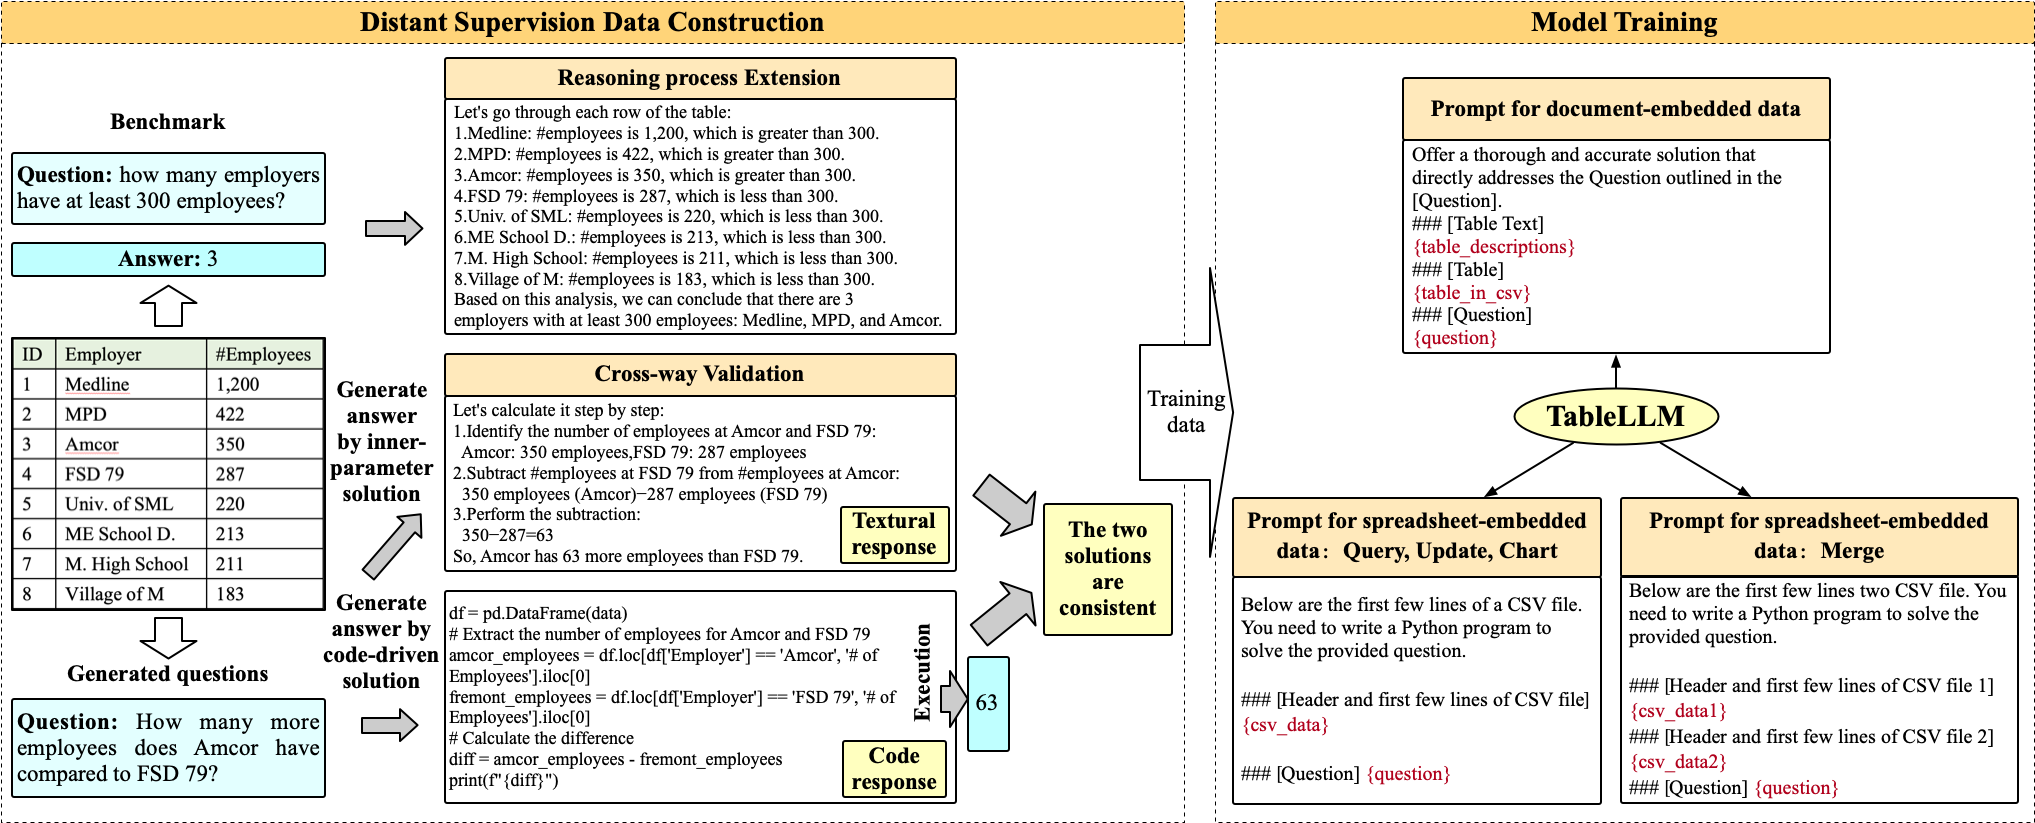 Distant Supervision Data Construction
Benchmark
Question: how many employers
have at least 300 employees?
Answer: 3
ID Employer #Employees
1 Medline 1,200
2 MPD 422
3 Amcor 350
4 FSD 79 287
5 Univ. of SML 220
6 ME School D. 213
7 M. High School 211
8 Village of M 183
Generated questions
Question: How many more
employees does Amcor have
compared to FSD 79?
Generate
answer
by inner-
parameter
solution
Generate
answer by
code-driven
solution
Reasoning process Extension
Let's go through each row of the table:
1.Medline: #employees is 1,200, which is greater than 300.
2.MPD: #employees is 422, which is greater than 300.
3.Amcor: #employees is 350, which is greater than 300.
4.FSD 79: #employees is 287, which is less than 300.
5.Univ. of SML: #employees is 220, which is less than 300.
6.ME School D.: #employees is 213, which is less than 300.
7.M. High School: #employees is 211, which is less than 300.
8.Village of M: #employees is 183, which is less than 300.
Based on this analysis, we can conclude that there are 3
employers with at least 300 employees: Medline, MPD, and Amcor.
Cross-way Validation
Let's calculate it step by step:
1.Identify the number of employees at Amcor and FSD 79:
Amcor: 350 employees,FSD 79: 287 employees
2.Subtract #employees at FSD 79 from #employees at Amcor:
350 employees (Amcor)−287 employees (FSD 79)
3.Perform the subtraction:
350−287=63
So, Amcor has 63 more employees than FSD 79.
Textural
response
df = pd.DataFrame(data)
# Extract the number of employees for Amcor and FSD 79
amcor_employees = df.loc[df['Employer'] == 'Amcor', '# of
Employees'].iloc[0]
fremont_employees = df.loc[df['Employer'] == 'FSD 79', '# of
Employees'].iloc[0]
# Calculate the difference
diff = amcor_employees - fremont_employees
print(f"{diff}")
Code
response
Execution
63
The two
solutions
are
consistent
Training
data
Model Training
Prompt for document-embedded data
Offer a thorough and accurate solution that
directly addresses the Question outlined in the
[Question].
### [Table Text]
{table_descriptions}
### [Table]
{table_in_csv}
### [Question]
{question}
TableLLM
Prompt for spreadsheet-embedded
data： Query, Update, Chart
Below are the first few lines of a CSV file.
You need to write a Python program to
solve the provided question.
### [Header and first few lines of CSV file]
{csv_data}
### [Question] {question}
Prompt for spreadsheet-embedded
data： Merge
Below are the first few lines two CSV file. You
need to write a Python program to solve the
provided question.
### [Header and first few lines of CSV file 1]
{csv_data1}
### [Header and first few lines of CSV file 2]
{csv_data2}
### [Question] {question}